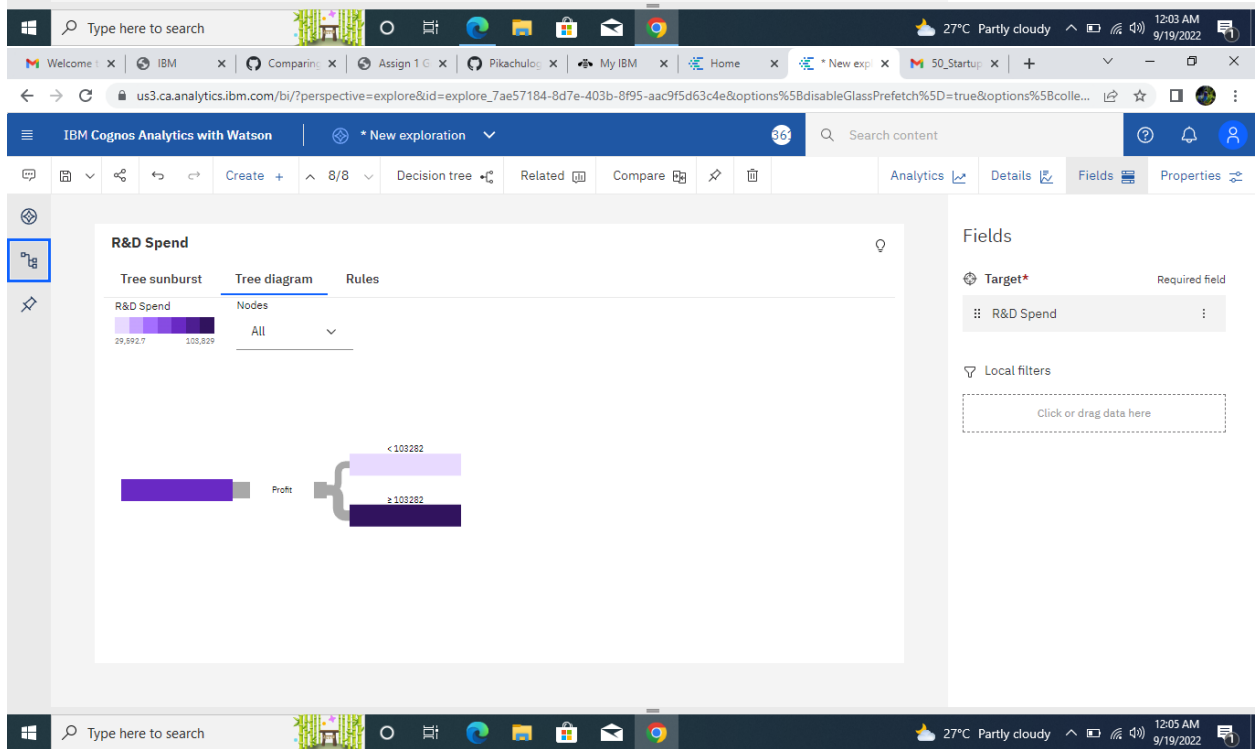 Type here to search
27°C Partly cloudy
12:03 AM
9/19/2022
1
Welcome t
IBM
Comparing
Assign 1 G
Pikachulog
My IBM
Home
* New expl
50_Startup
us3.ca.analytics.ibm.com/bi/?perspective=explore&id=explore_7ae57184-8d7e-403b-8f95-aac9f5d63c4e&options%5BdisableGlassPrefetch%5D=true&options%5Bcolle...
IBM Cognos Analytics with Watson
* New exploration
363
Search content
Create +
8/8
Decision tree
Related
Compare
Analytics
Details
Fields
Properties
R&D Spend
Tree sunburst
Tree diagram
Rules
R&D Spend
29,592.7
103,829
Nodes
All
< 103282
Profit
≥ 103282
Fields
Target*
Required field
R&D Spend
Local filters
Click or drag data here
Type here to search
27°C Partly cloudy
12:05 AM
9/19/2022
1